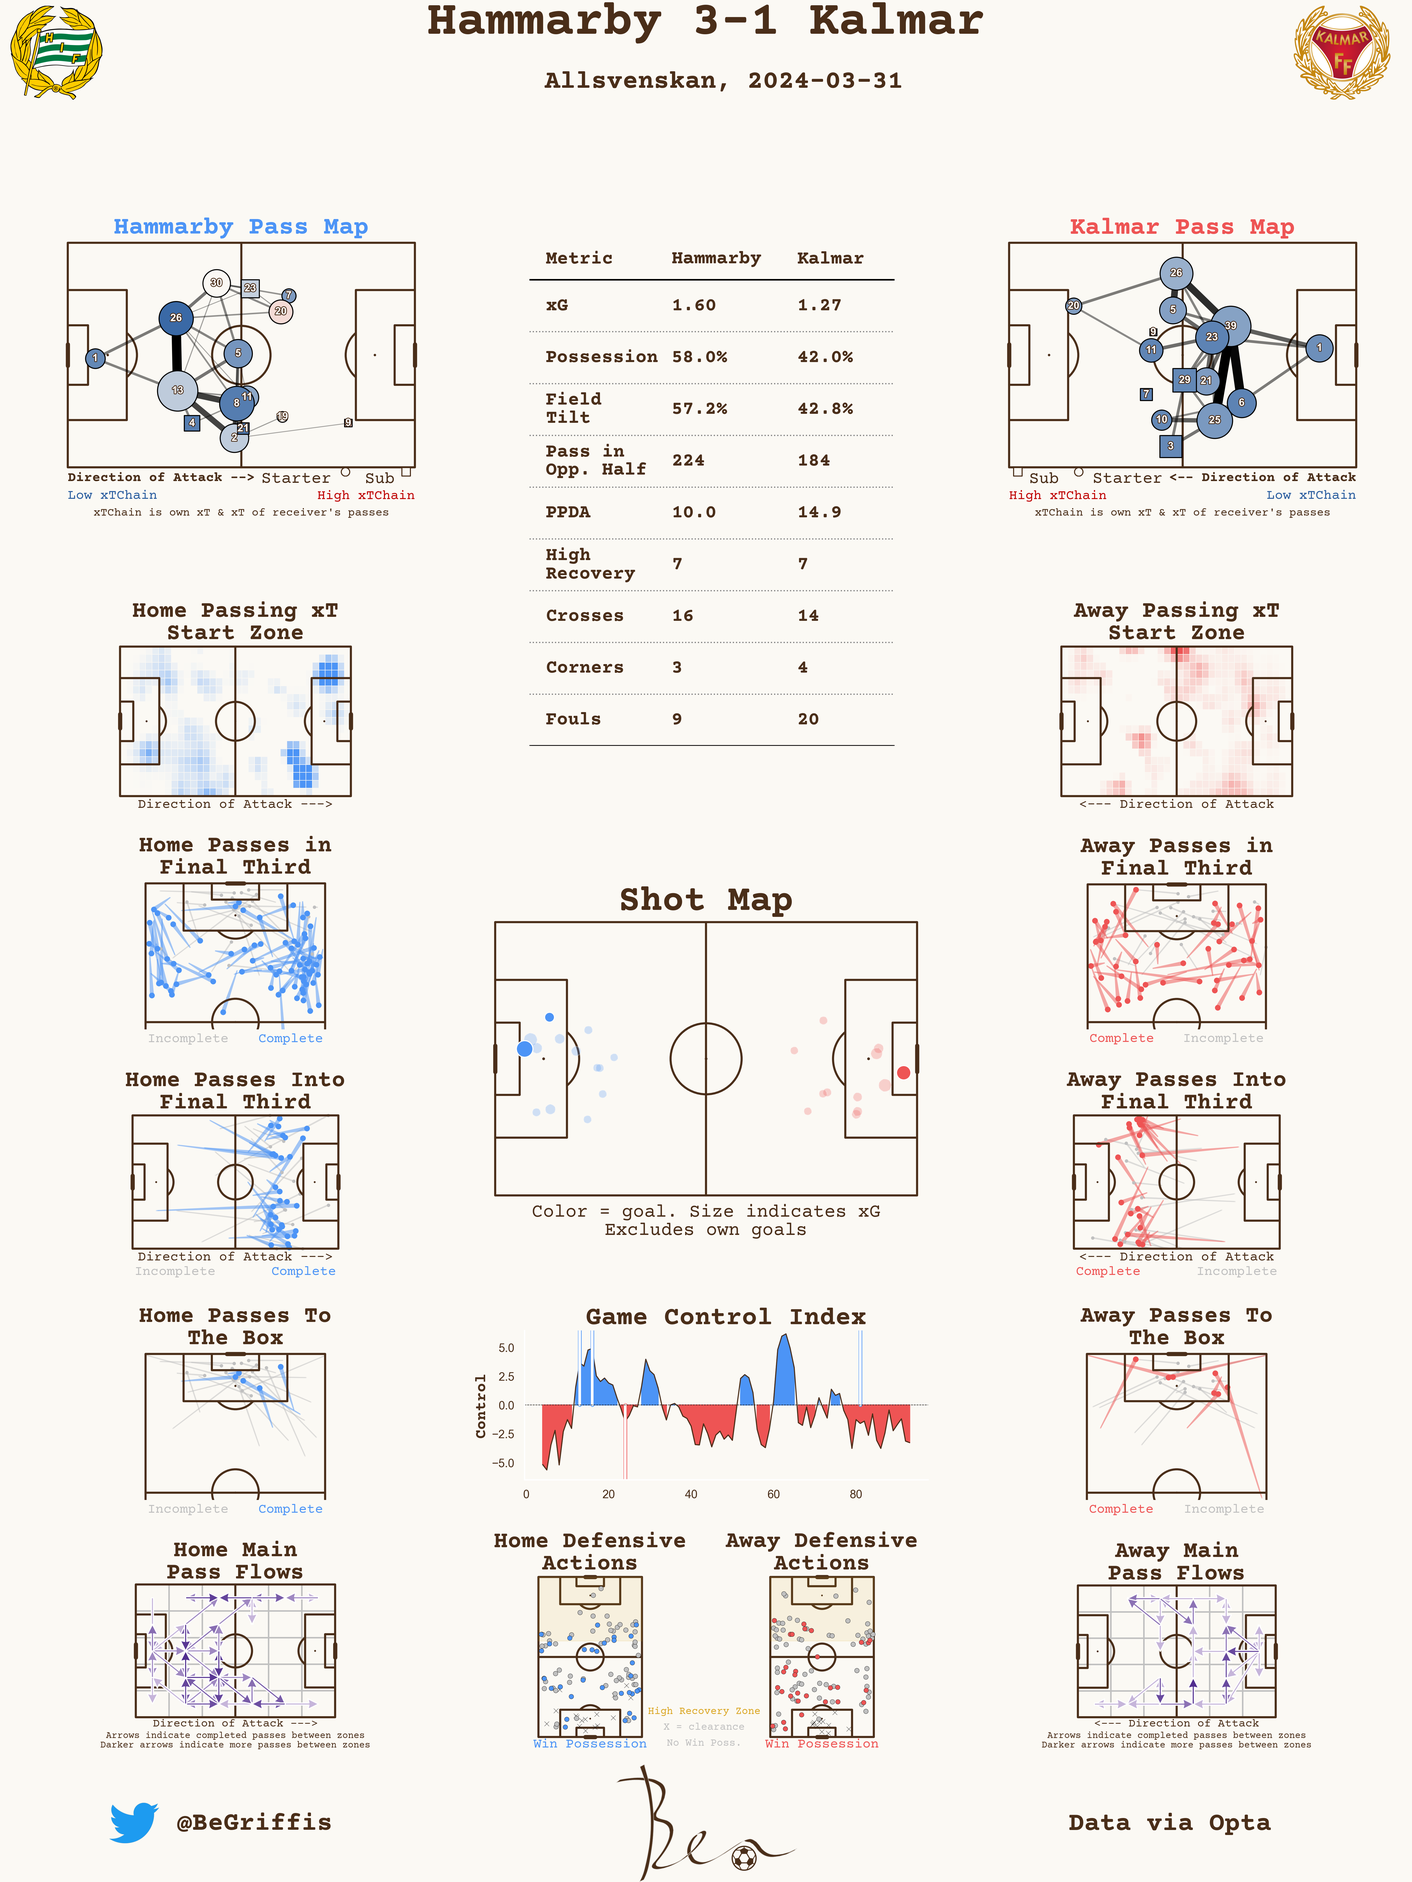 Hammarby 3-1 Kalmar
Allsvenskan, 2024-03-31
H
I
F
KALMAR
FF
Hammarby Pass Map
30
23
7
20
26
5
1
13
11
8
4
21
19
2
9
Direction of Attack --> Starter Sub
Low xTChain High xTChain
xTChain is own xT & xT of receiver's passes
Metric Hammarby Kalmar
xG 1.60 1.27
Possession 58.0% 42.0%
Field
Tilt 57.2% 42.8%
Pass in
Opp. Half 224 184
PPDA 10.0 14.9
High
Recovery 7 7
Crosses 16 14
Corners 3 4
Fouls 9 20
Kalmar Pass Map
26
20
5
9
39
23
11
1
29
21
7
6
10
25
3
Sub Starter <-- Direction of Attack
High xTChain Low xTChain
xTChain is own xT & xT of receiver's passes
Home Passing xT
Start Zone
Direction of Attack --->
Away Passing xT
Start Zone
<--- Direction of Attack
Home Passes in
Final Third
Incomplete Complete
Away Passes in
Final Third
Complete Incomplete
Shot Map
Color = goal. Size indicates xG
Excludes own goals
Home Passes Into
Final Third
Direction of Attack --->
Incomplete Complete
Away Passes Into
Final Third
<--- Direction of Attack
Complete Incomplete
Home Passes To
The Box
Incomplete Complete
Game Control Index
Control
5.0
2.5
0.0
−2.5
−5.0
0 20 40 60 80
Away Passes To
The Box
Complete Incomplete
Home Main
Pass Flows
Direction of Attack --->
Arrows indicate completed passes between zones
Darker arrows indicate more passes between zones
Home Defensive
Actions
Win Possession
High Recovery Zone
X = clearance
No Win Poss.
Away Defensive
Actions
Win Possession
Away Main
Pass Flows
<--- Direction of Attack
Arrows indicate completed passes between zones
Darker arrows indicate more passes between zones
@BeGriffis
Ben
Data via Opta